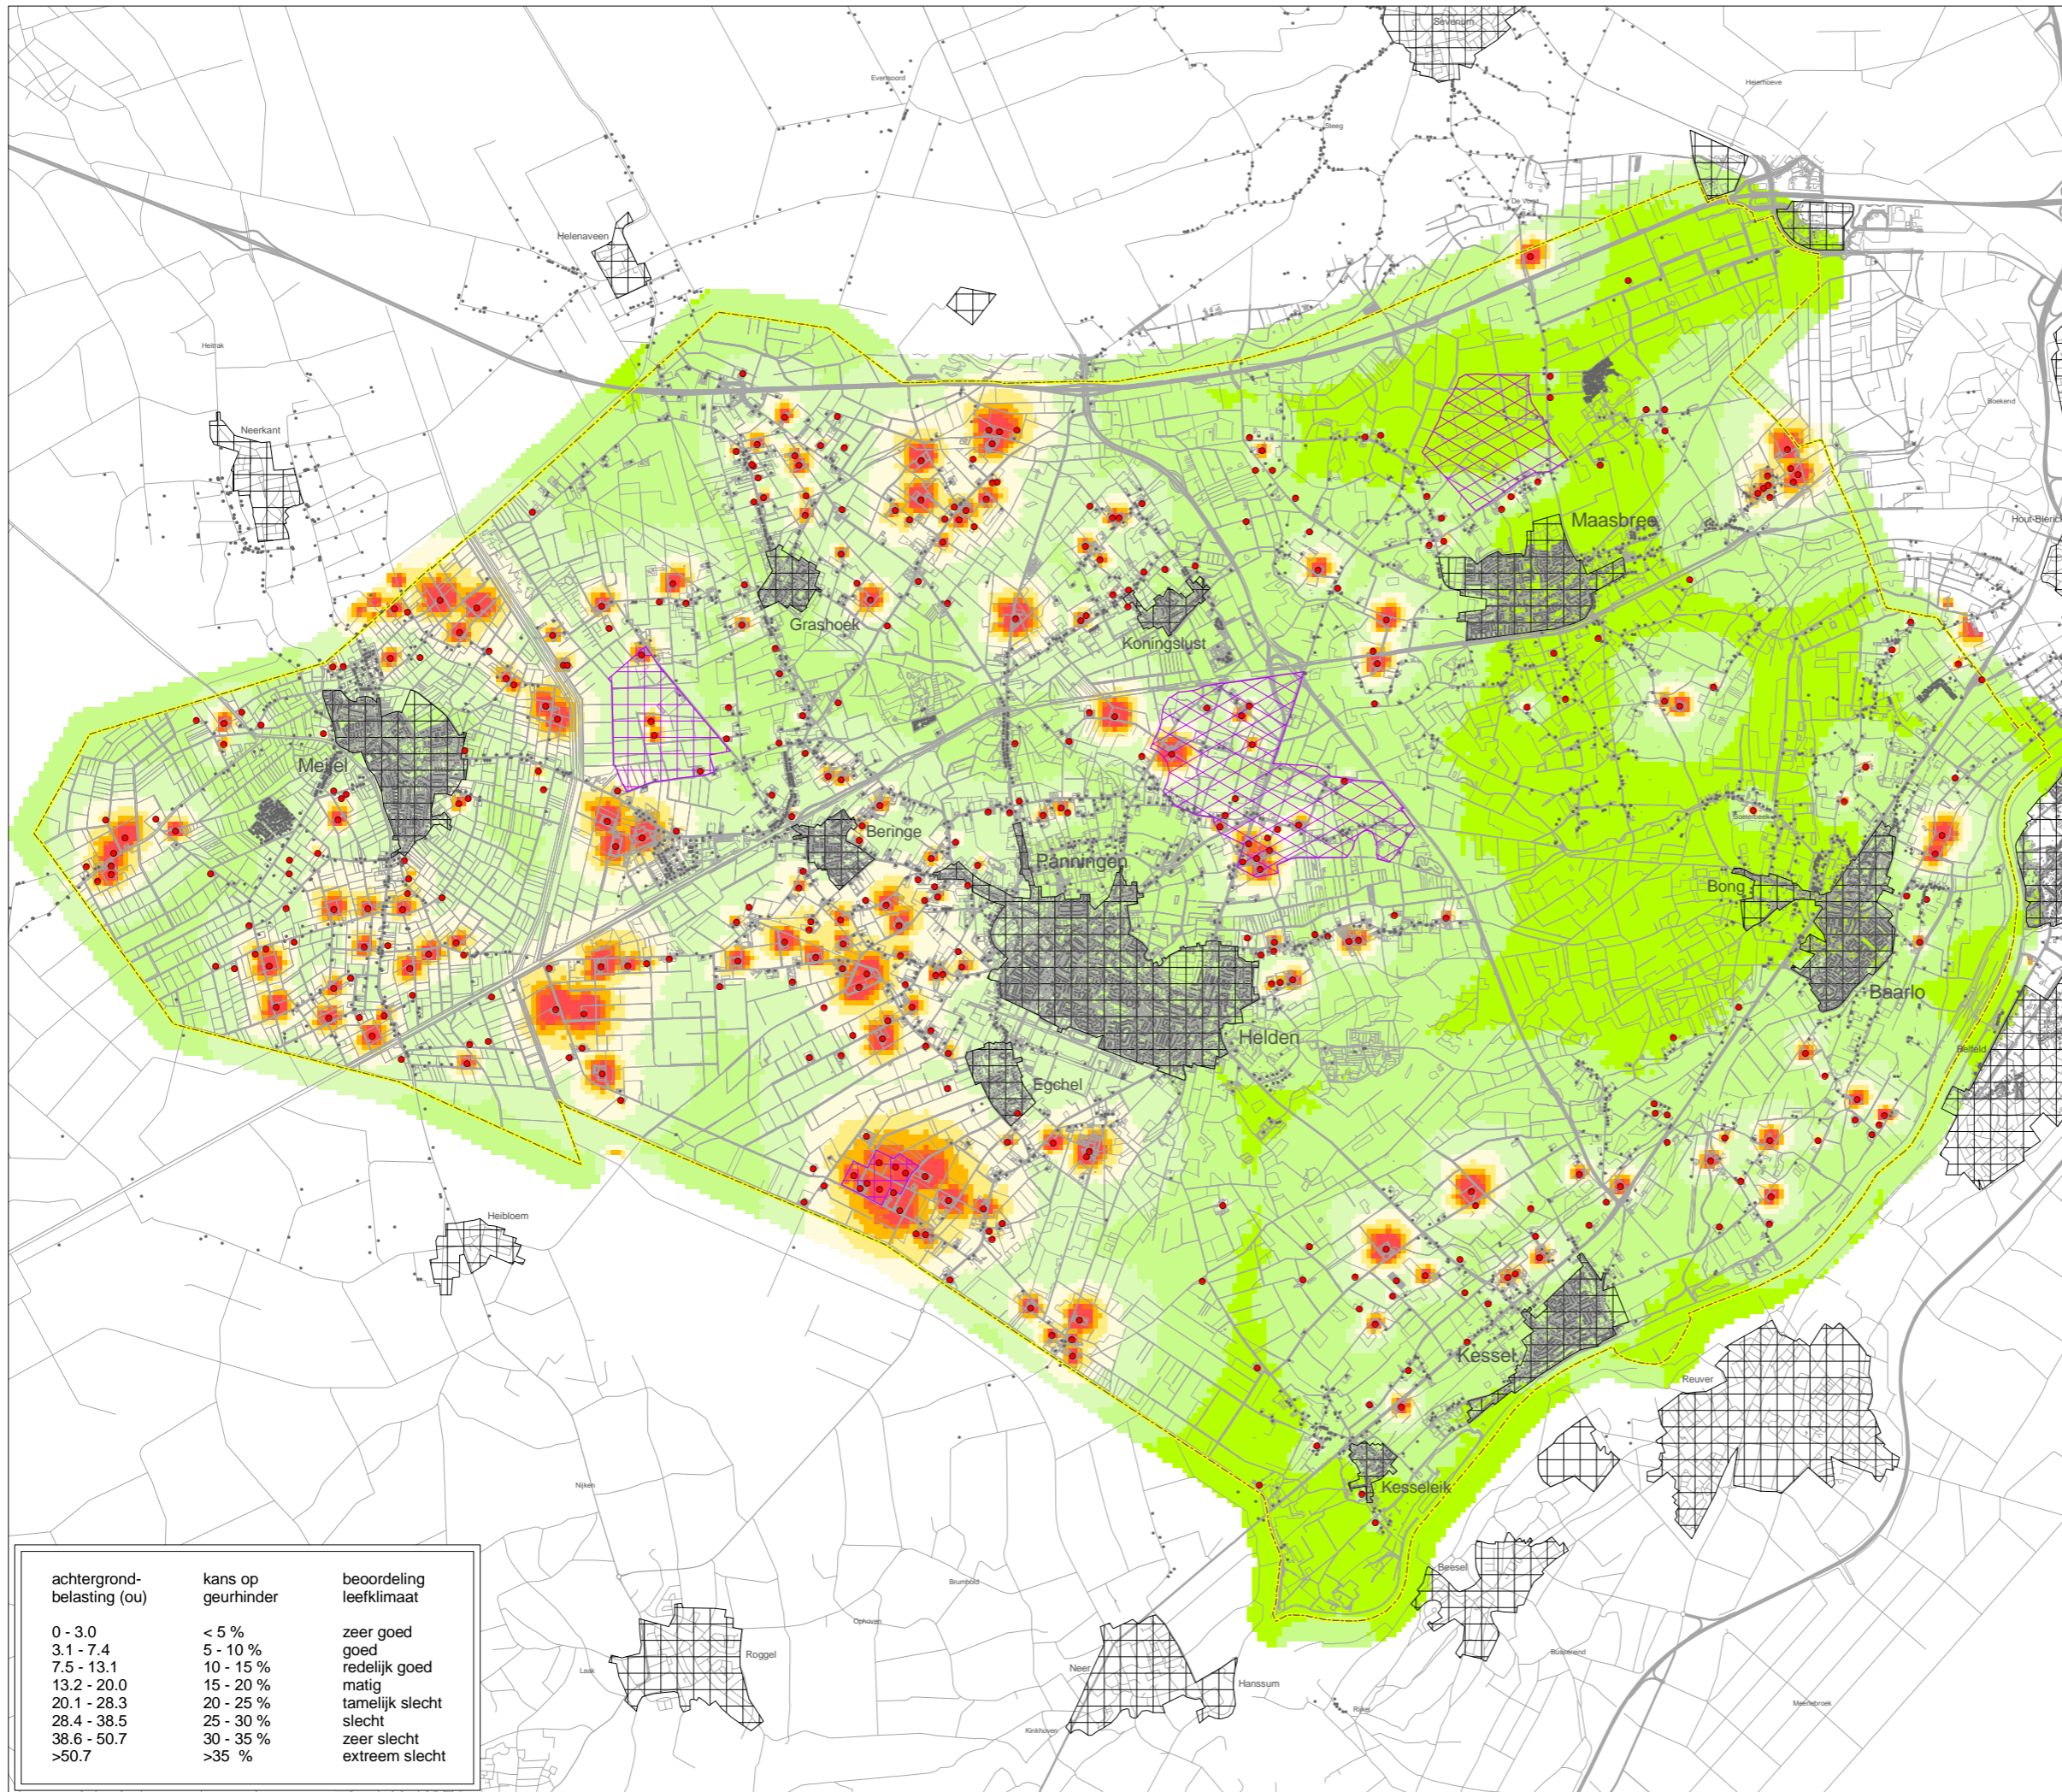 Sevenum
Evertsoord
Heierhoeve
Steeg
De Vorst
Helenaveen
Heitrak
Boekend
Neerkant
Maasbree
Hout-Blerick
Grashoek
Koningslust
Meijel
Beringe
Soeterbeek
Panningen
Bong
Baarlo
Helden
Belfeld
Egchel
Heibloem
Kessel
Reuver
Kesseleik
Nijken
Beesel
Brumhold
Ophoven
Roggel
Bussereind
Neer
Laak
Hanssum
Rijkel
Meerlebroek
Kinkhoven
achtergrond- kans op beoordeling
belasting (ou) geurhinder leefklimaat
0 - 3.0 < 5 % zeer goed
3.1 - 7.4 5 - 10 % goed
7.5 - 13.1 10 - 15 % redelijk goed
13.2 - 20.0 15 - 20 % matig
20.1 - 28.3 20 - 25 % tamelijk slecht
28.4 - 38.5 25 - 30 % slecht
38.6 - 50.7 30 - 35 % zeer slecht
>50.7 >35 % extreem slecht